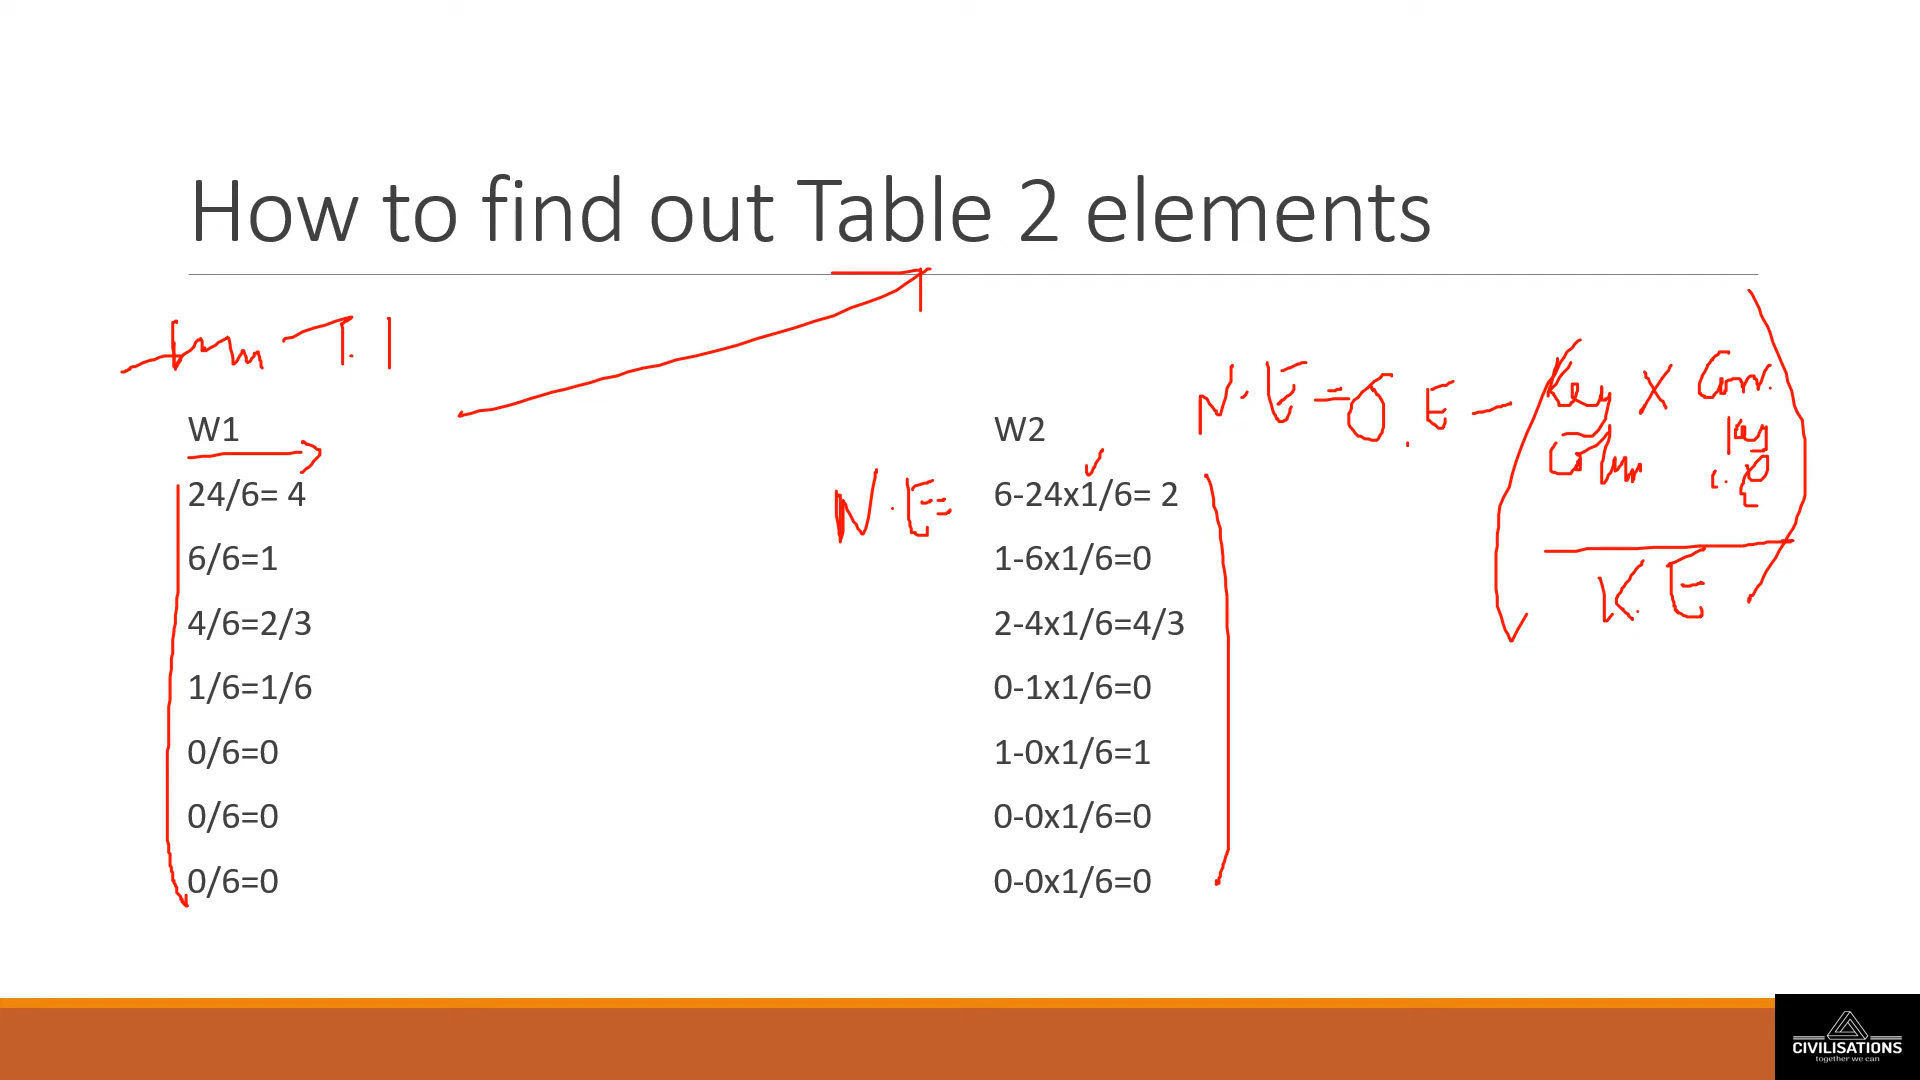 How to find out Table 2 elements
from T.1
W1
24/6= 4
6/6=1
4/6=2/3
1/6=1/6
0/6=0
0/6=0
0/6=0
N.E=
W2
6-24x1/6= 2
1-6x1/6=0
2-4x1/6=4/3
0-1x1/6=0
1-0x1/6=1
0-0x1/6=0
0-0x1/6=0
N.E = O.E - Key X Corr.
Column key
K.E
CIVILISATIONS
together we can